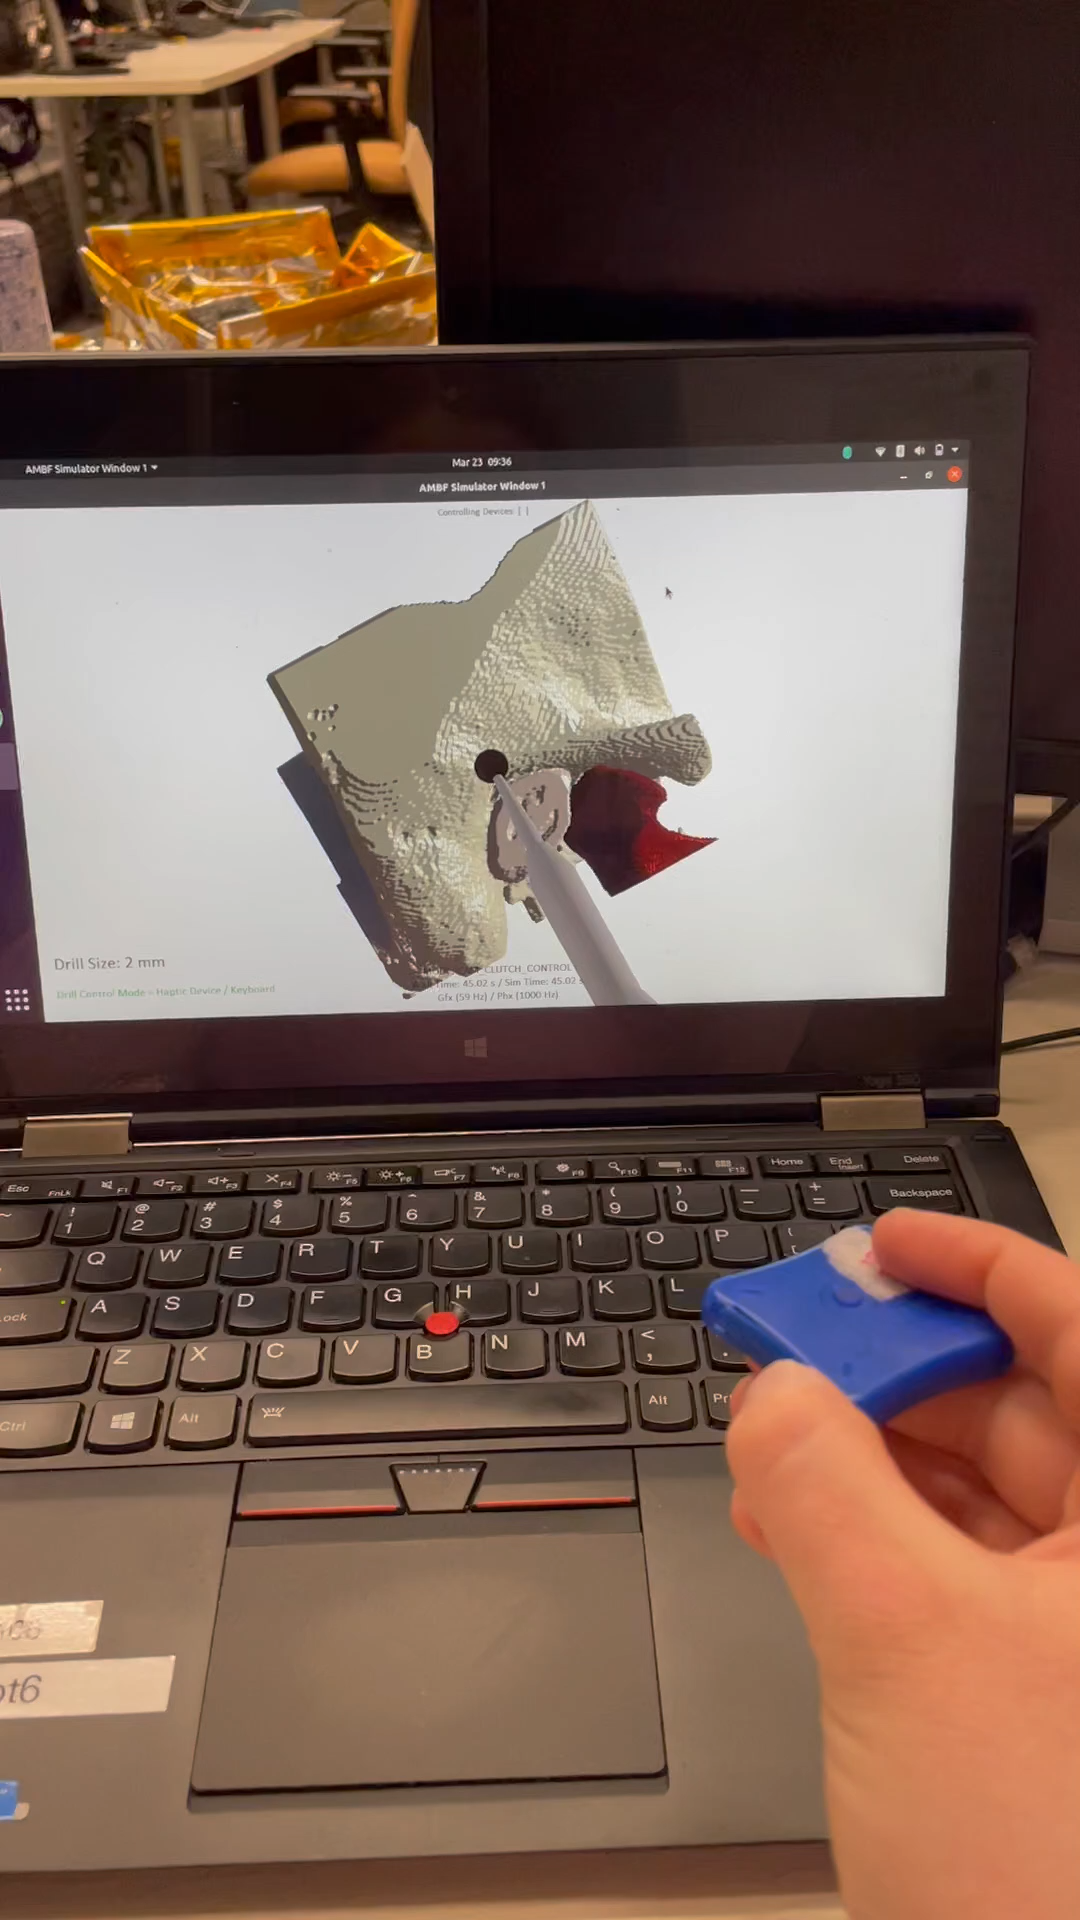 AMBF Simulator Window 1
Mar 23 09:36
AMBF Simulator Window 1
Controlling Devices [ ]
Drill Size: 2 mm
Drill Control Mode = Haptic Device / Keyboard
CLUTCH_CONTROL
Time: 45.02 s / Sim Time: 45.02 s
Gfx (59 Hz) / Phx (1000 Hz)
Esc FnLk F1 F2 F3 F4 F5 F6 F7 F8 F9 F10 F11 F12 Home End Insert Delete
~ ! 1 @ 2 # 3 $ 4 % 5 ^ 6 & 7 * 8 ( 9 ) 0 — - + = Backspace
Q W E R T Y U I O P { [
Lock A S D F G H J K L
Z X C V B N M < , .
Ctrl Alt Alt Pr
ot6